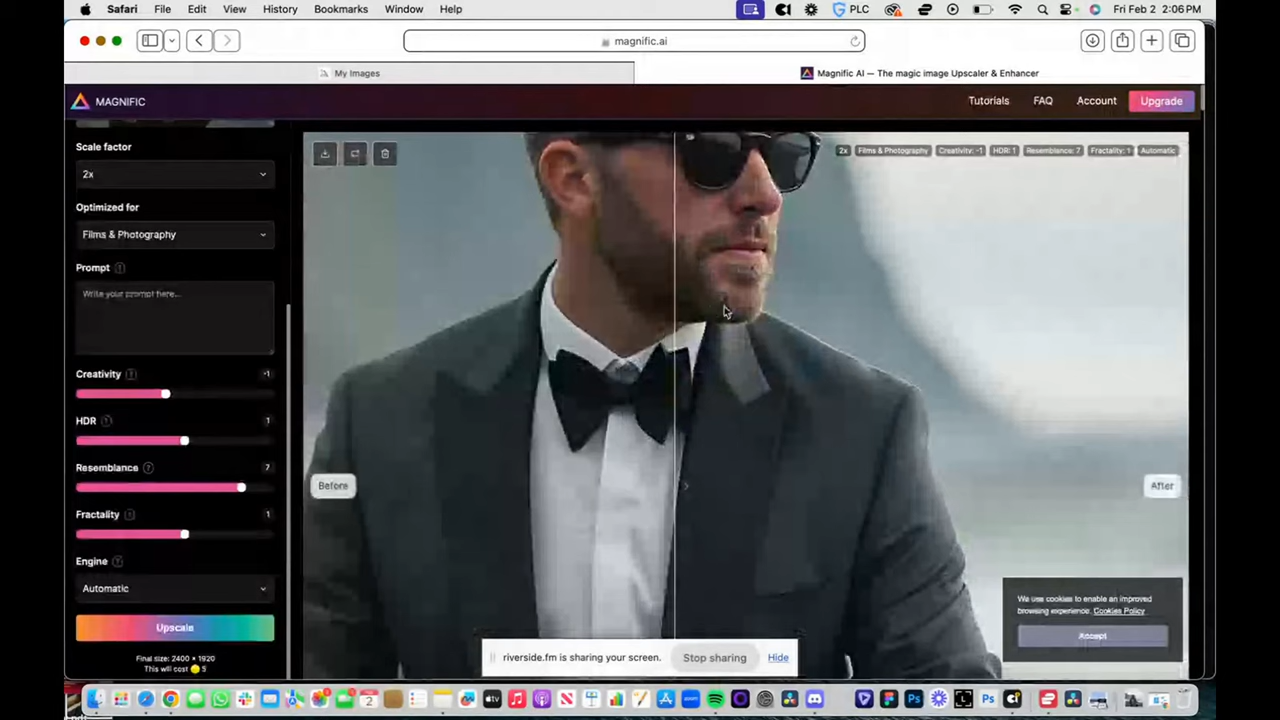 Safari File Edit View History Bookmarks Window Help
PLC
Fri Feb 2 2:06 PM
magnific.ai
My Images
Magnific AI — The magic image Upscaler & Enhancer
MAGNIFIC
Tutorials FAQ Account Upgrade
Scale factor
2x
Optimized for
Films & Photography
Prompt ?
Write your prompt here...
Creativity ? -1
HDR ? 1
Resemblance ? 7
Fractality ? 1
Engine ?
Automatic
Upscale
Final size: 2400 × 1920
This will cost 5
2x Films & Photography Creativity: -1 HDR: 1 Resemblance: 7 Fractality: 1 Automatic
Before
After
We use cookies to enable an improved
browsing experience. Cookies Policy
Accept
riverside.fm is sharing your screen. Stop sharing Hide